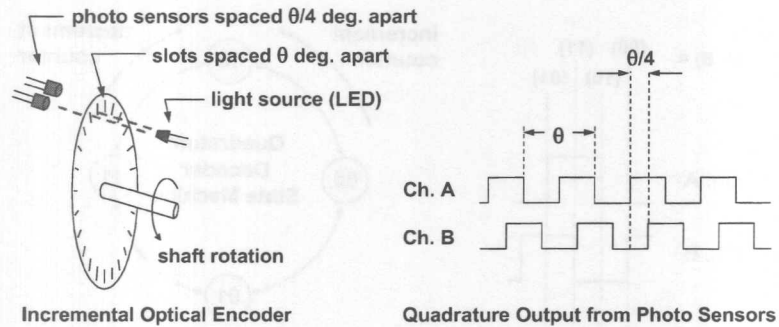 photo sensors spaced θ/4 deg. apart
slots spaced θ deg. apart
light source (LED)
shaft rotation
Incremental Optical Encoder
θ/4
θ
Ch. A
Ch. B
Quadrature Output from Photo Sensors